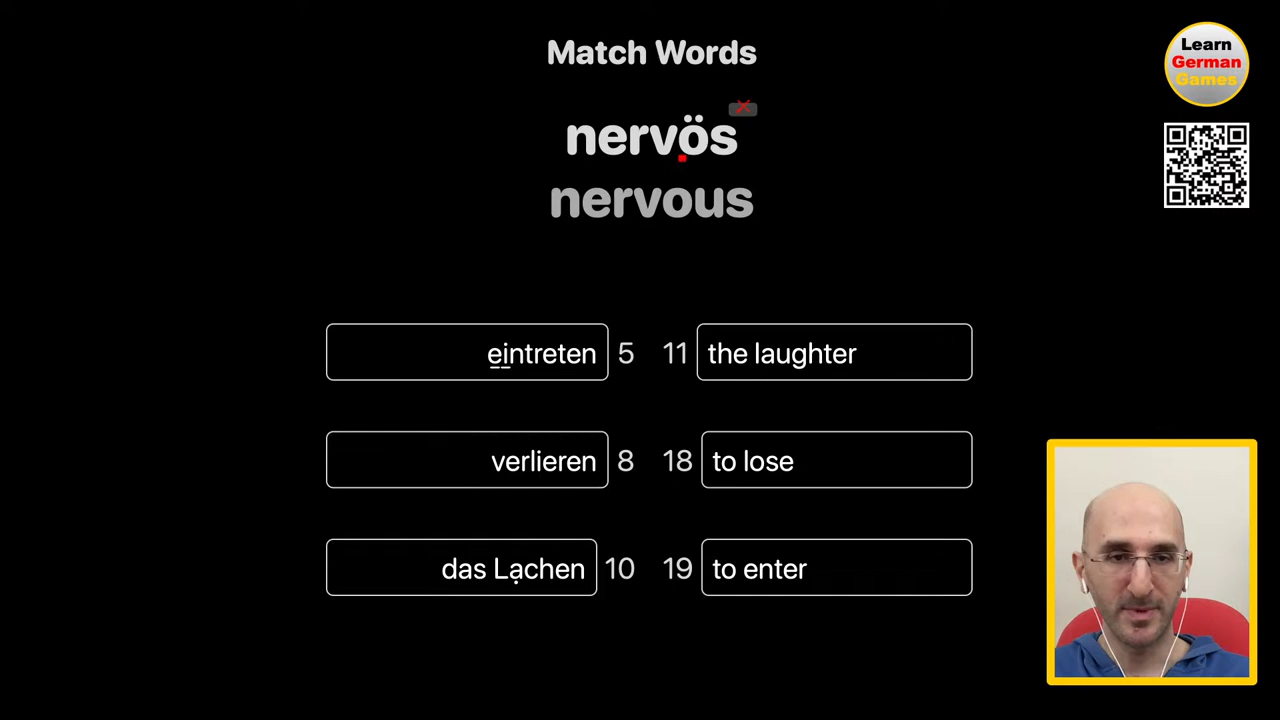 Match Words
Learn
German
Games
nervös
nervous
eintreten 5 11 the laughter
verlieren 8 18 to lose
das Lachen 10 19 to enter